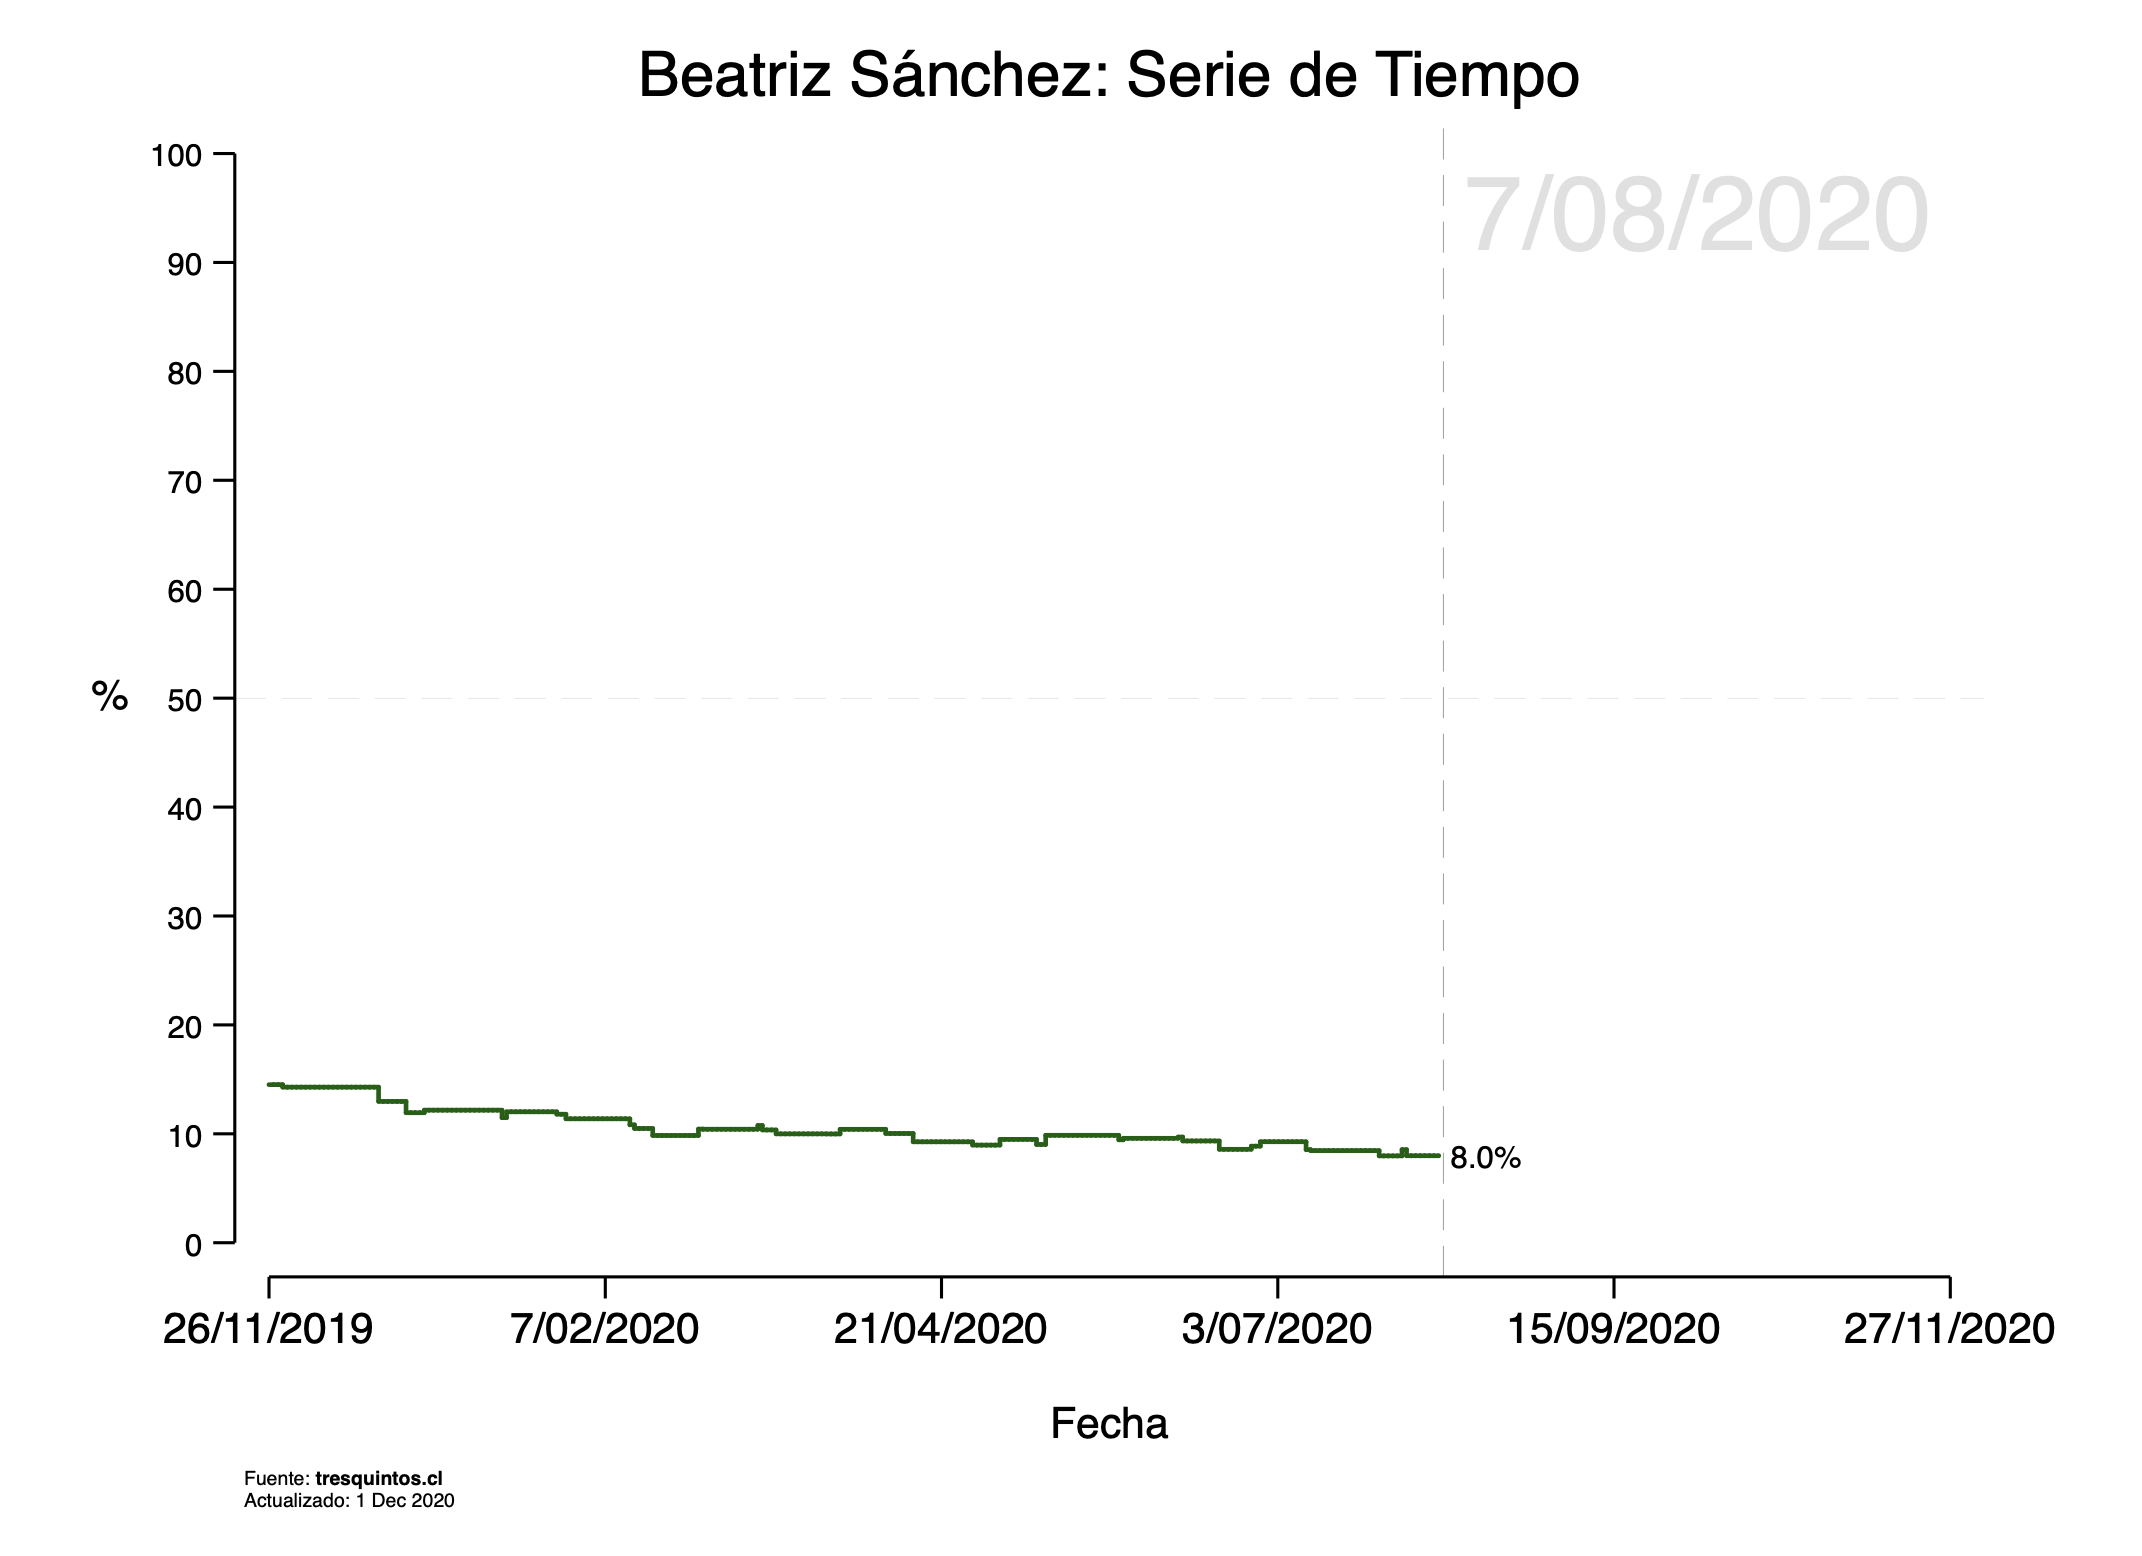 Beatriz Sánchez: Serie de Tiempo
7/08/2020
100
90
80
70
60
50
40
30
20
10
0
%
8.0%
26/11/2019 7/02/2020 21/04/2020 3/07/2020 15/09/2020 27/11/2020
Fecha
Fuente: tresquintos.cl
Actualizado: 1 Dec 2020